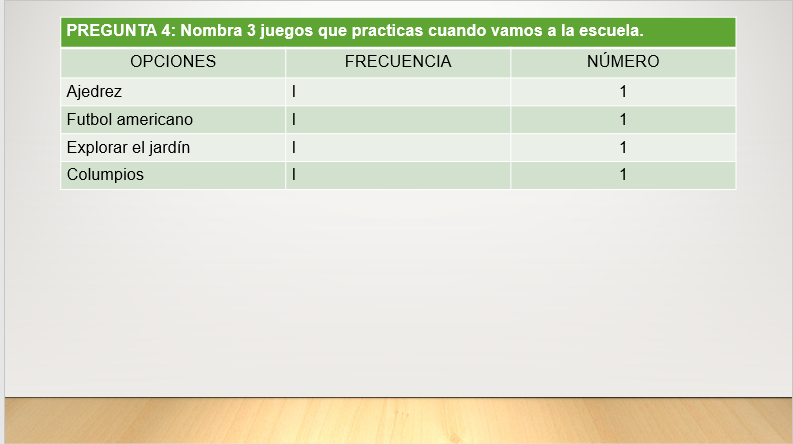 PREGUNTA 4: Nombra 3 juegos que practicas cuando vamos a la escuela.
OPCIONES FRECUENCIA NÚMERO
Ajedrez I 1
Futbol americano I 1
Explorar el jardín I 1
Columpios I 1